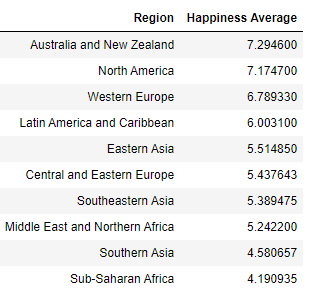 Region Happiness Average
Australia and New Zealand 7.294600
North America 7.174700
Western Europe 6.789330
Latin America and Caribbean 6.003100
Eastern Asia 5.514850
Central and Eastern Europe 5.437643
Southeastern Asia 5.389475
Middle East and Northern Africa 5.242200
Southern Asia 4.580657
Sub-Saharan Africa 4.190935